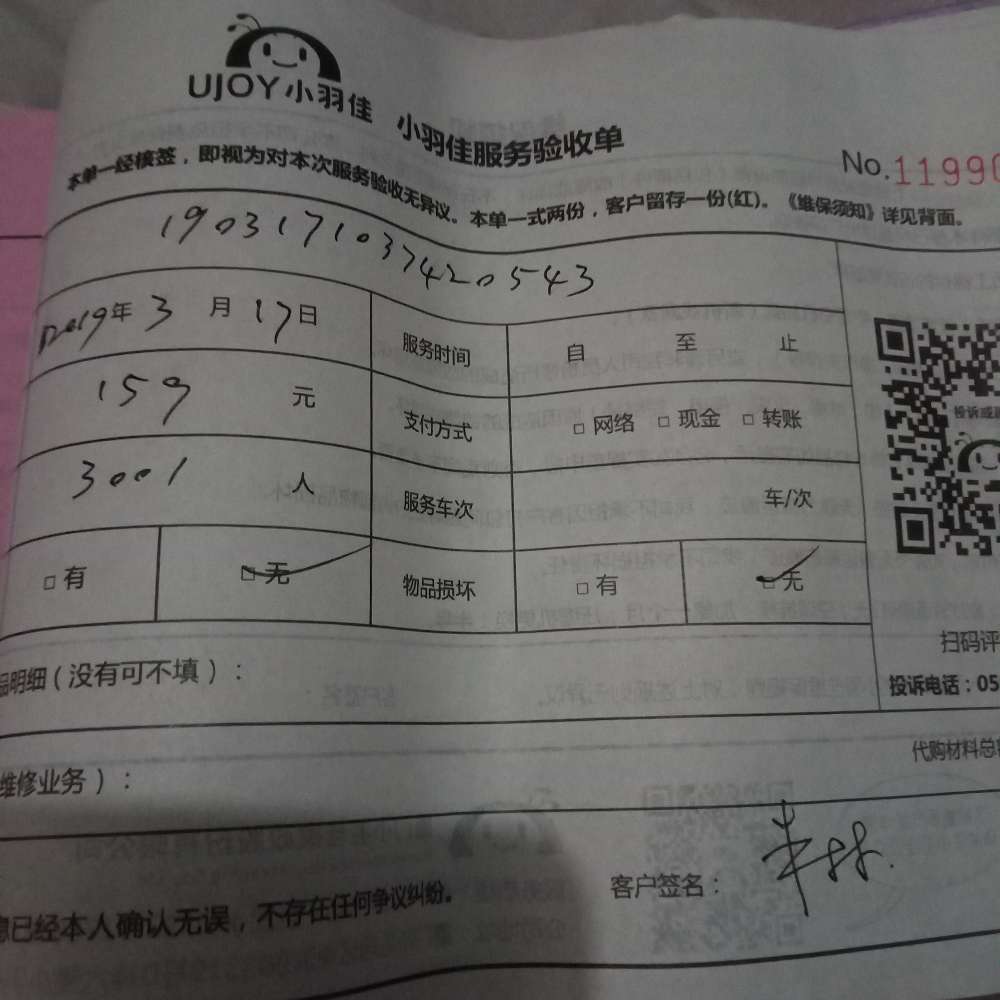 UJOY小羽佳
小羽佳服务验收单
No.11990
本单一经核签，即视为对本次服务验收无异议。本单一式两份，客户留存一份(红)。《维保须知》详见背面。
1903171037420543
2019年3月17日 服务时间 自 至 止
159 元 支付方式 □ 网络 □ 现金 □ 转账
投诉或
3001 人 服务车次 车/次
□ 有 □ 无 物品损坏 □ 有 □ 无
扫码评
投诉电话：05
品明细（没有可不填）：
代购材料总
维修业务）：
客户签名：
息已经本人确认无误，不存在任何争议纠纷。